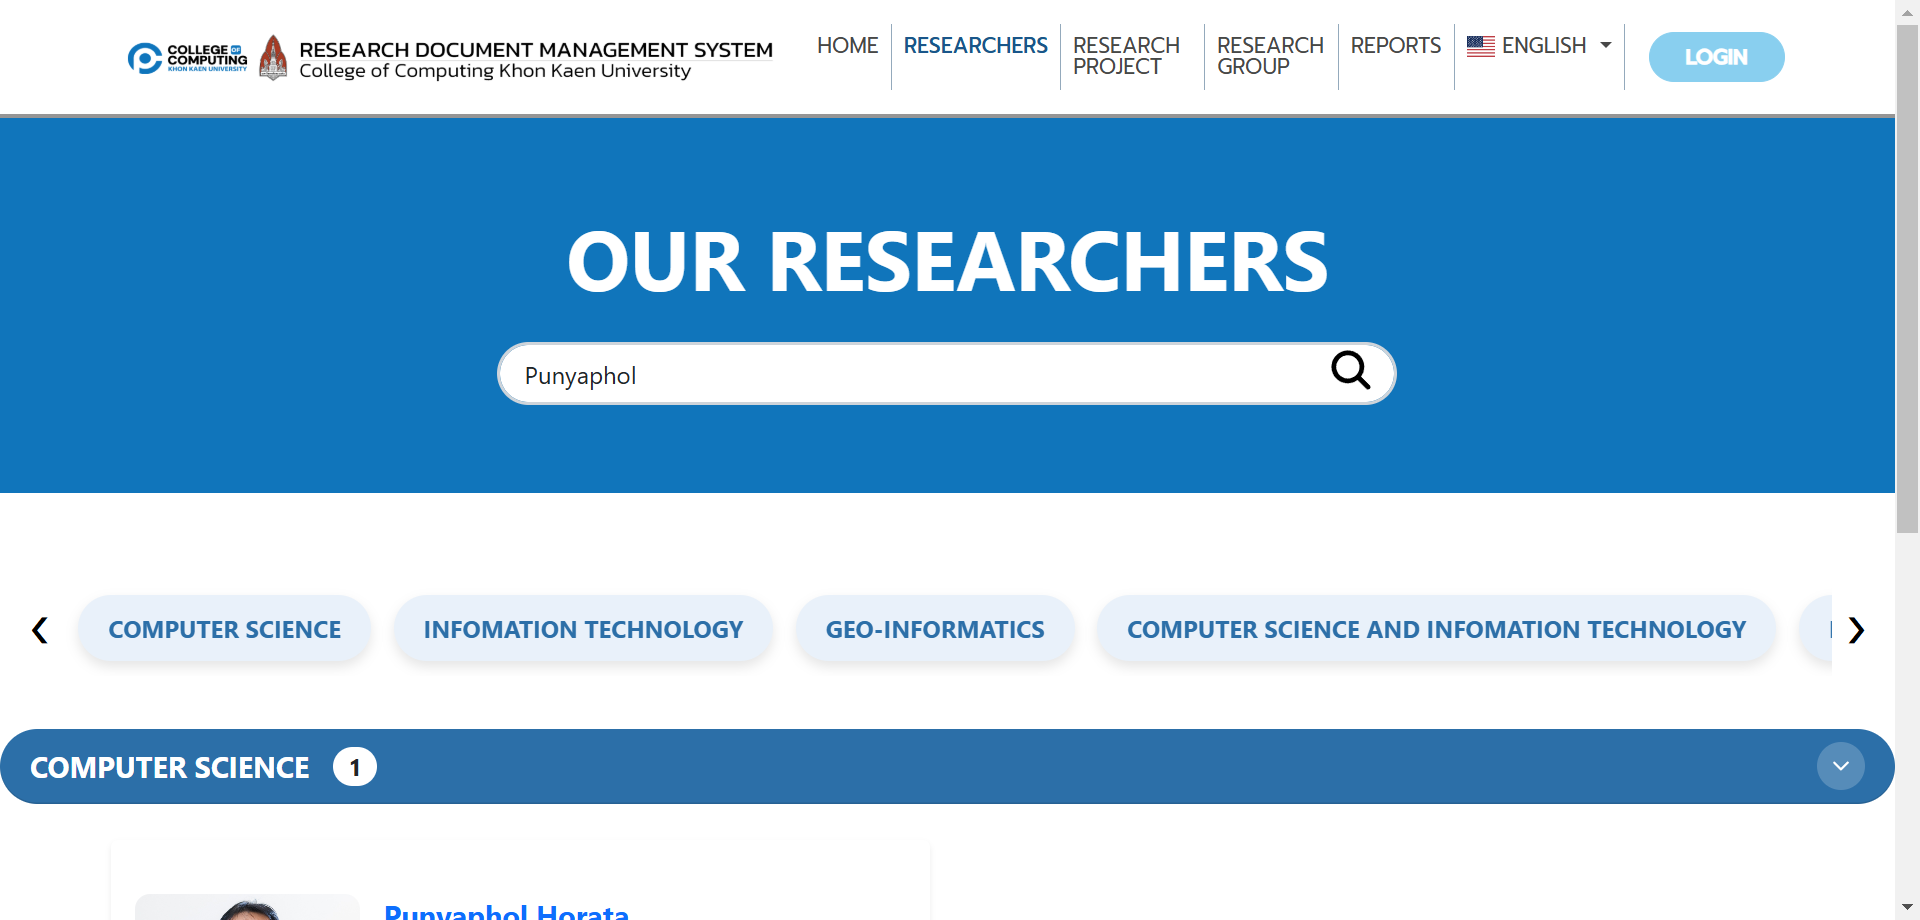 COLLEGE OF
COMPUTING
KHON KAEN UNIVERSITY
RESEARCH DOCUMENT MANAGEMENT SYSTEM
College of Computing Khon Kaen University
HOME
RESEARCHERS
RESEARCH
PROJECT
RESEARCH
GROUP
REPORTS
ENGLISH
LOGIN
OUR RESEARCHERS
Punyaphol
COMPUTER SCIENCE
INFOMATION TECHNOLOGY
GEO-INFORMATICS
COMPUTER SCIENCE AND INFOMATION TECHNOLOGY
COMPUTER SCIENCE 1
Punyaphol Horata